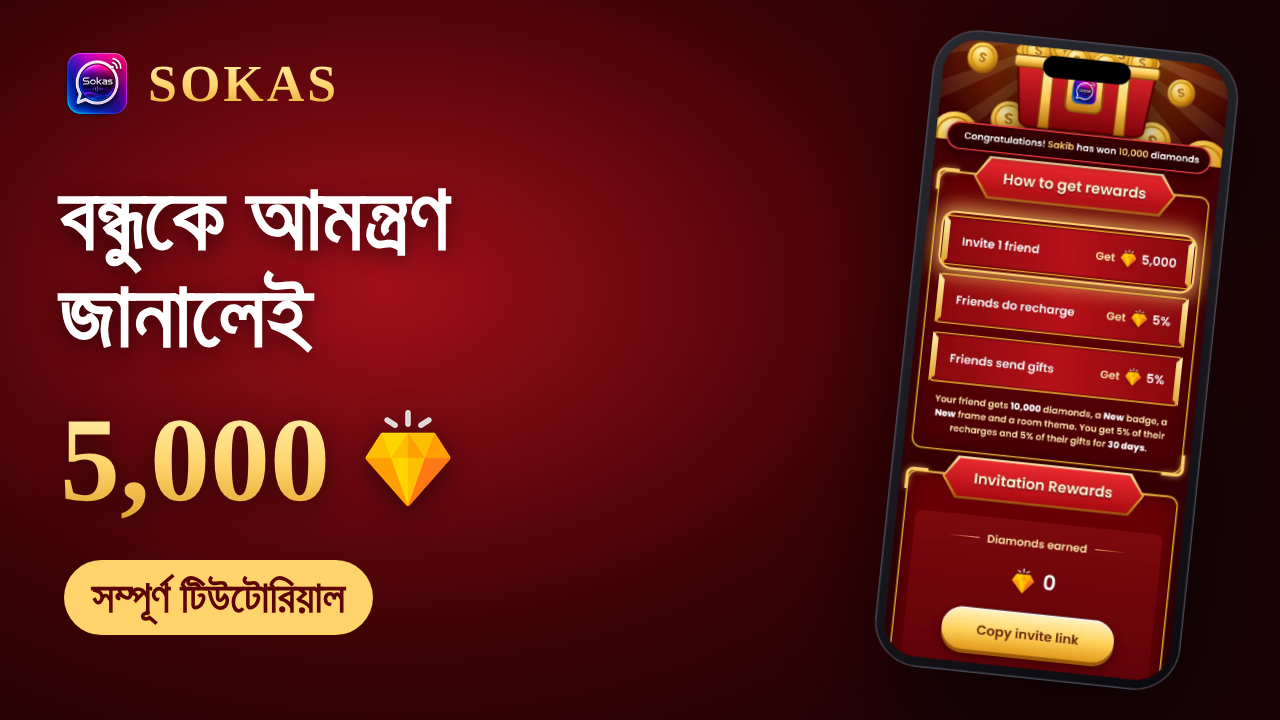 Sokas
SOKAS
বন্ধুকে আমন্ত্রণ
জানালেই
5,000
সম্পূর্ণ টিউটোরিয়াল
Congratulations! Sakib has won 10,000 diamonds
How to get rewards
Invite 1 friend Get 5,000
Friends do recharge Get 5%
Friends send gifts Get 5%
Your friend gets 10,000 diamonds, a New badge, a
New frame and a room theme. You get 5% of their
recharges and 5% of their gifts for 30 days.
Invitation Rewards
Diamonds earned
0
Copy invite link